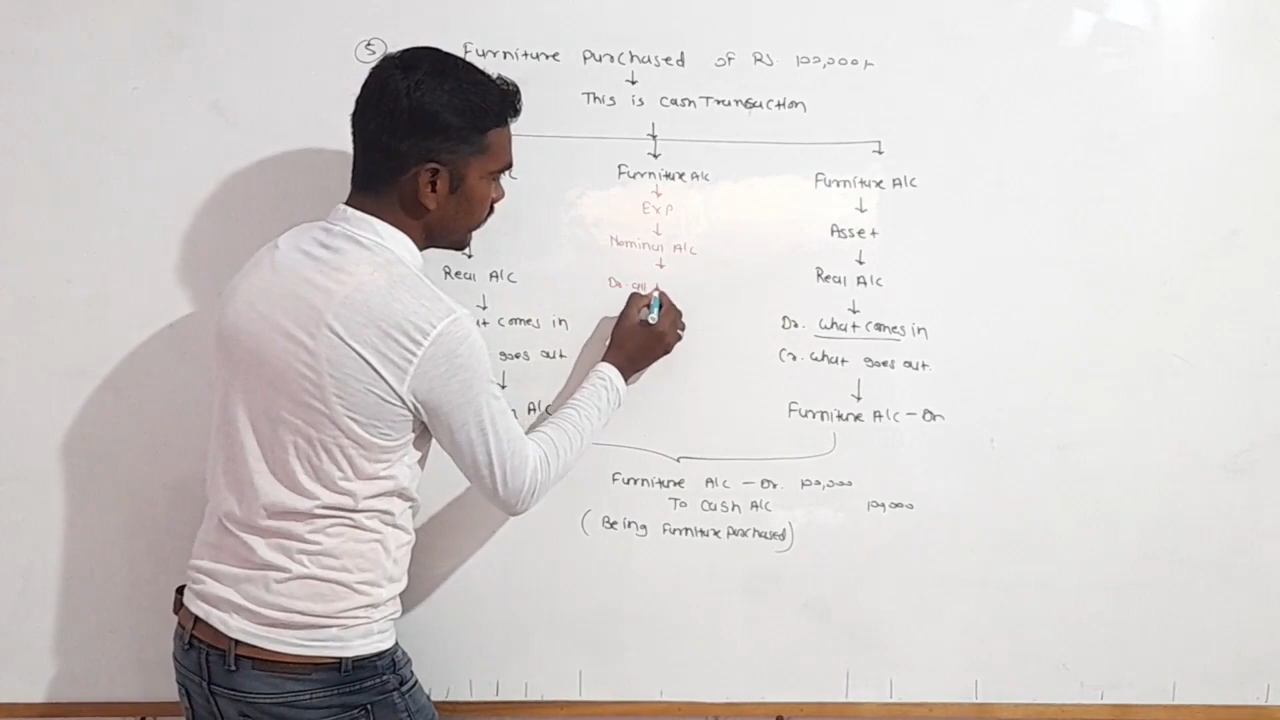 5 Furniture purchased of Rs. 100,000/-
This is cash Transaction
Furniture A/c
Exp
Nominal A/c
Dr. all
Real A/c
comes in
goes out
A/c
Furniture A/c
Asset
Real A/c
Dr. what comes in
Cr. what goes out.
Furniture A/c - Dr
Furniture A/c - Dr. 100,000
To cash A/c 100,000
(Being Furniture purchased)